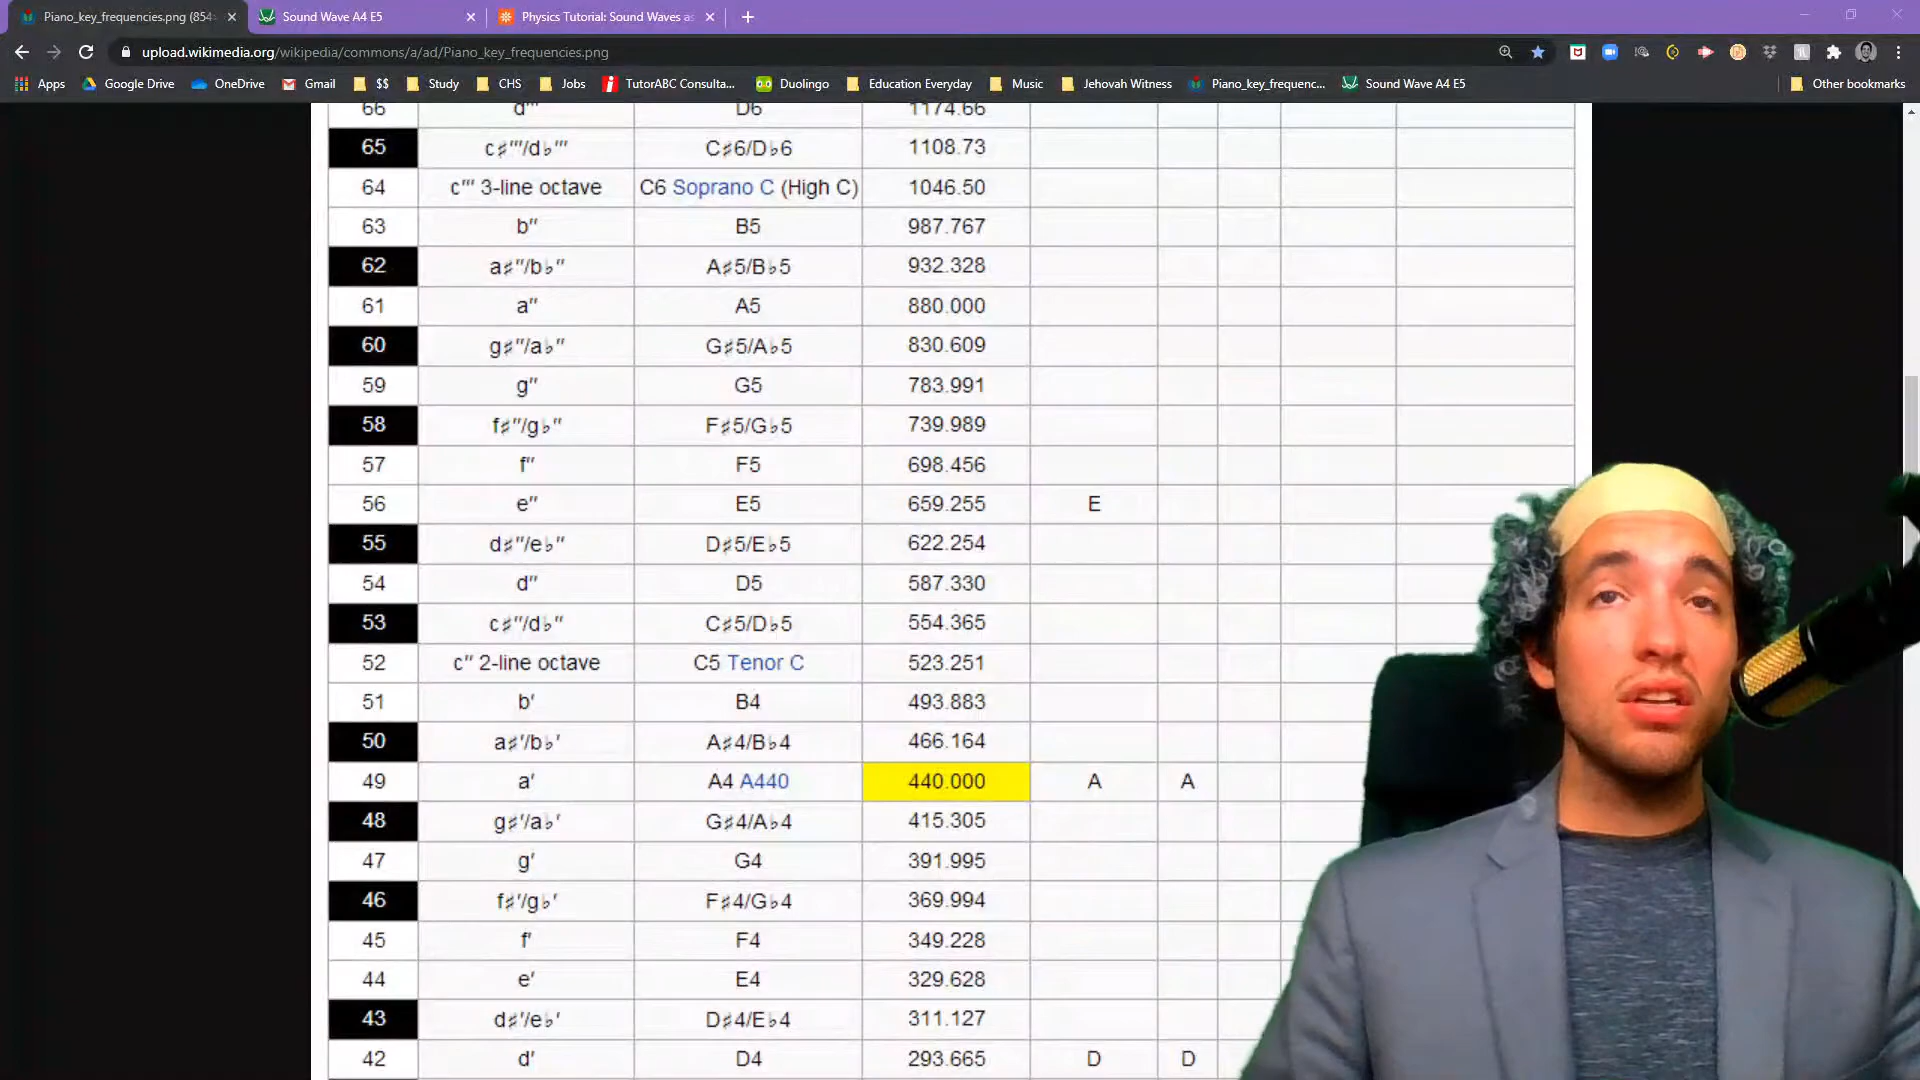 Piano_key_frequencies.png (854 Sound Wave A4 E5 Physics Tutorial: Sound Waves as
upload.wikimedia.org/wikipedia/commons/a/ad/Piano_key_frequencies.png
Apps Google Drive OneDrive Gmail $$ Study CHS Jobs TutorABC Consulta... Duolingo Education Everyday Music Jehovah Witness Piano_key_frequenc... Sound Wave A4 E5 Other bookmarks
66 d‴ D6 1174.66
65 c♯‴/d♭‴ C♯6/D♭6 1108.73
64 c‴ 3-line octave C6 Soprano C (High C) 1046.50
63 b″ B5 987.767
62 a♯″/b♭″ A♯5/B♭5 932.328
61 a″ A5 880.000
60 g♯″/a♭″ G♯5/A♭5 830.609
59 g″ G5 783.991
58 f♯″/g♭″ F♯5/G♭5 739.989
57 f″ F5 698.456
56 e″ E5 659.255 E
55 d♯″/e♭″ D♯5/E♭5 622.254
54 d″ D5 587.330
53 c♯″/d♭″ C♯5/D♭5 554.365
52 c″ 2-line octave C5 Tenor C 523.251
51 b′ B4 493.883
50 a♯′/b♭′ A♯4/B♭4 466.164
49 a′ A4 A440 440.000 A A
48 g♯′/a♭′ G♯4/A♭4 415.305
47 g′ G4 391.995
46 f♯′/g♭′ F♯4/G♭4 369.994
45 f′ F4 349.228
44 e′ E4 329.628
43 d♯′/e♭′ D♯4/E♭4 311.127
42 d′ D4 293.665 D D